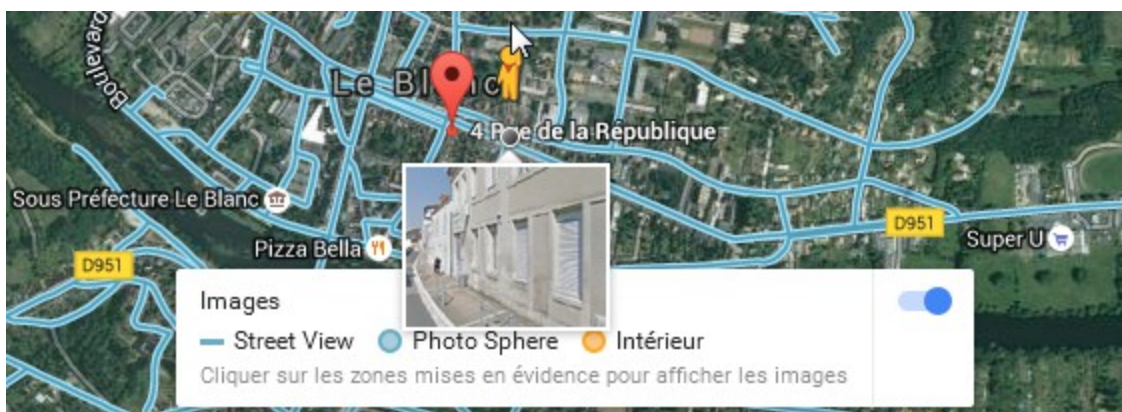 Boulevard
Le Blanc
4 Rue de la République
Sous Préfecture Le Blanc
D951
Pizza Bella
Super U
D951
Images
Street View
Photo Sphere
Intérieur
Cliquer sur les zones mises en évidence pour afficher les images